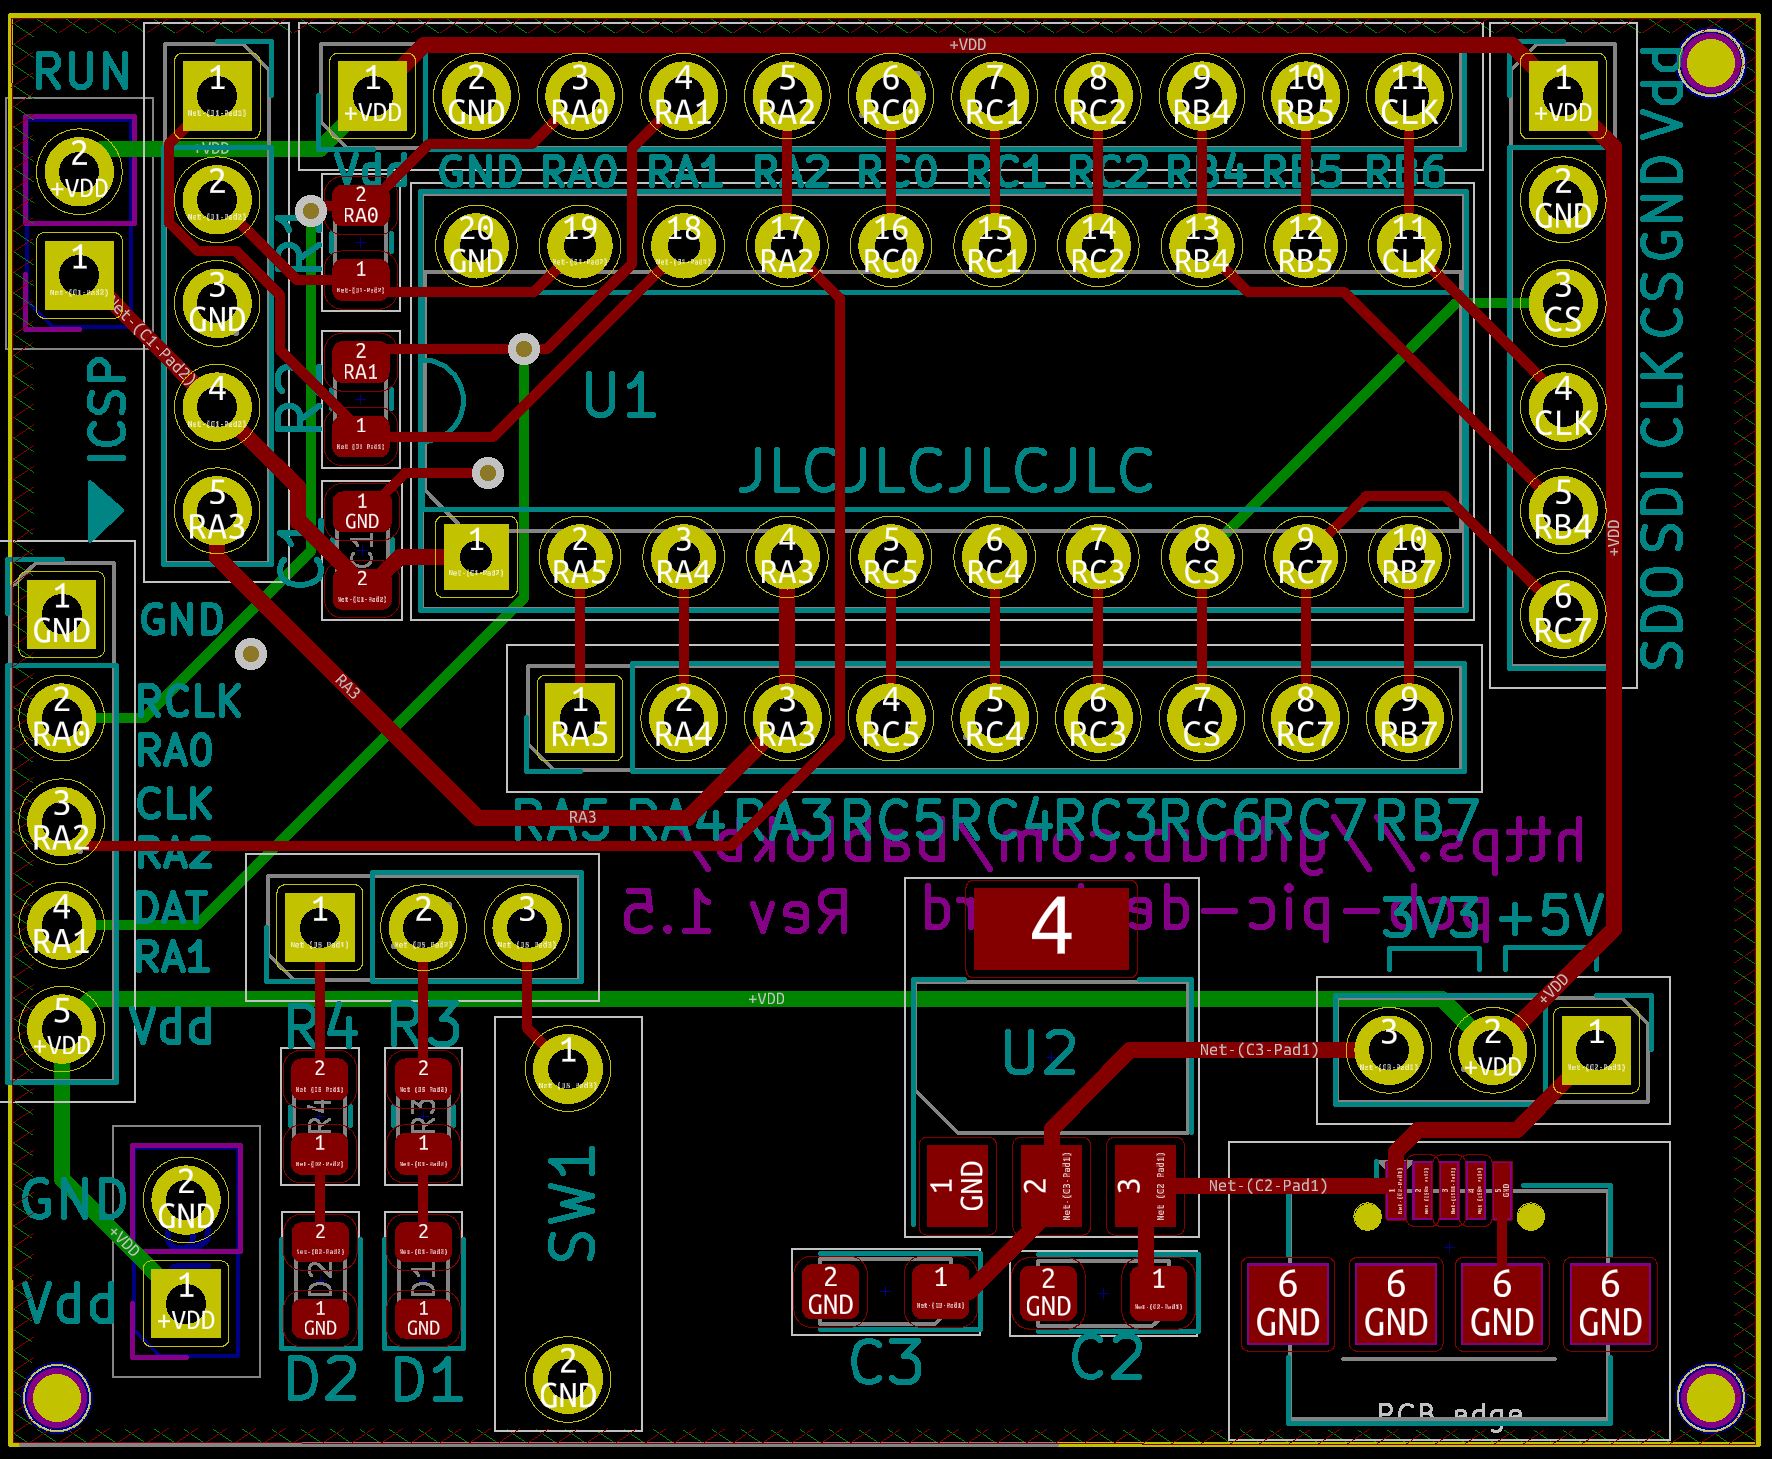 RUN
1
1
+VDD
2
GND
3
RA0
4
RA1
5
RA2
6
RC0
7
RC1
8
RC2
9
RB4
10
RB5
11
CLK
1
+VDD
+VDD
+VDD
Vdd GND RA0 RA1 RA2 RC0 RC1 RC2 RB4 RB5 RB6
2
+VDD
1
Net-(C1-Pad2)
2
3
GND
4
5
RA3
ICSP
R1
2
RA0
1
R2
2
RA1
1
C1
1
GND
C1
2
20
GND
19
18
17
RA2
16
RC0
15
RC1
14
RC2
13
RB4
12
RB5
11
CLK
U1
JLCJLCJLCJLC
1
2
RA5
3
RA4
4
RA3
5
RC5
6
RC4
7
RC3
8
CS
9
RC7
10
RB7
2
GND
3
CS
4
CLK
5
RB4
6
RC7
SDO SDI CLK CS GND Vdd
+VDD
1
GND
GND
2
RA0
RCLK
RA0
3
RA2
CLK
RA2
4
RA1
DAT
RA1
5
+VDD
Vdd
RA3
RA3
1
RA5
2
RA4
3
RA3
4
RC5
5
RC4
6
RC3
7
CS
8
RC7
9
RB7
RA5 RA4 RA3 RC5 RC4 RC3 RC6 RC7 RB7
https://github.com/bablokb/
Rev 1.5
1
2
3
+VDD
4
U2
3V3 +5V
+VDD
3
2
+VDD
1
Net-(C3-Pad1)
R4 R3
2
R4
1
2
R3
1
1
SW1
2
GND
1
GND
2
3
Net-(C2-Pad1)
GND
2
GND
+VDD
Vdd
1
+VDD
2
D2
1
GND
2
D1
1
GND
D2 D1
2
GND
1
C3
2
GND
1
C2
6
GND
6
GND
6
GND
6
GND
PCB edge